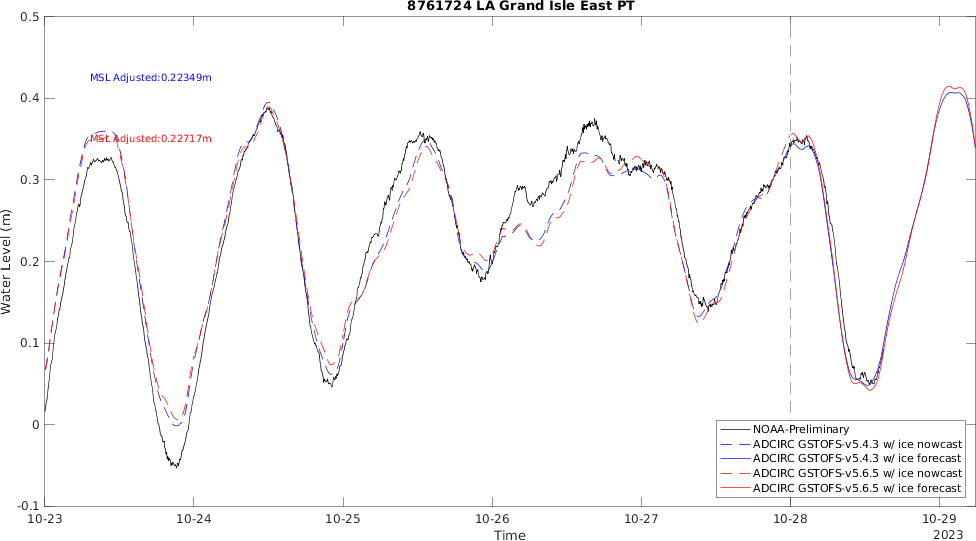 8761724 LA Grand Isle East PT
0.5
0.4
0.3
0.2
0.1
0
-0.1
Water Level (m)
MSL Adjusted:0.22349m
MSL Adjusted:0.22717m
NOAA-Preliminary
ADCIRC GSTOFS-v5.4.3 w/ ice nowcast
ADCIRC GSTOFS-v5.4.3 w/ ice forecast
ADCIRC GSTOFS-v5.6.5 w/ ice nowcast
ADCIRC GSTOFS-v5.6.5 w/ ice forecast
10-23 10-24 10-25 10-26 10-27 10-28 10-29
Time
2023